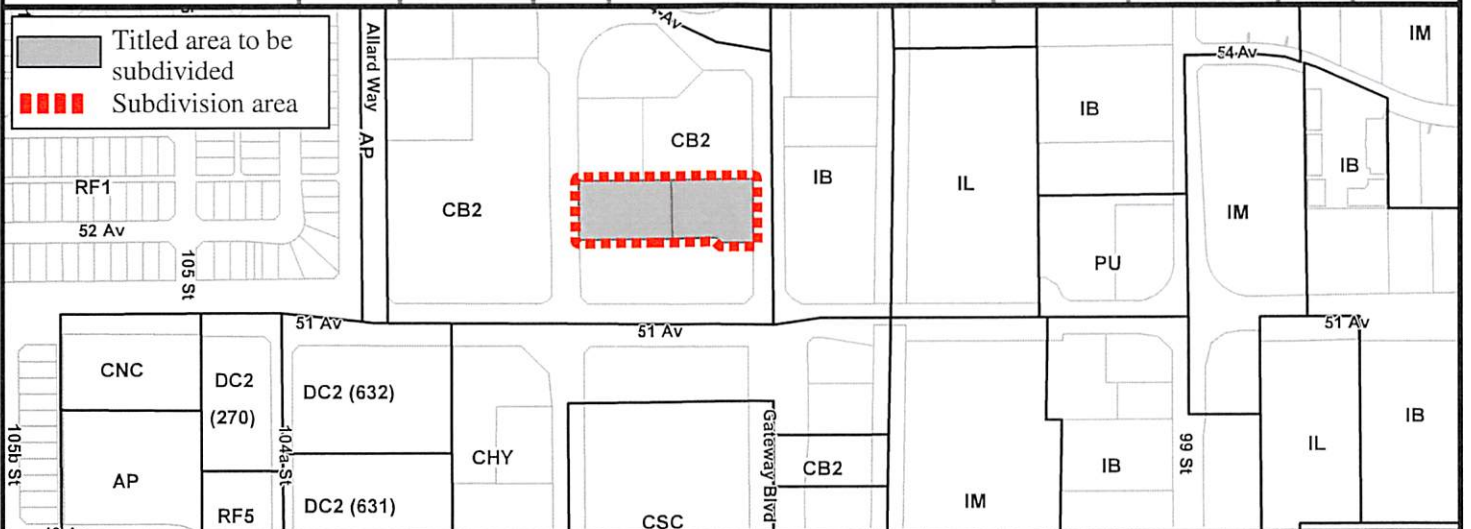 Titled area to be
subdivided
Subdivision area
Allard Way
AP
54 Av
IM
IB
CB2
IB
RF1
CB2
IB
IL
IM
52 Av
PU
105 St
51 Av
51 Av
51 Av
CNC
DC2
(270)
DC2 (632)
IB
105b St
104a St
Gateway Blvd
99 St
IL
CHY
CB2
IB
AP
RF5
DC2 (631)
IM
CSC